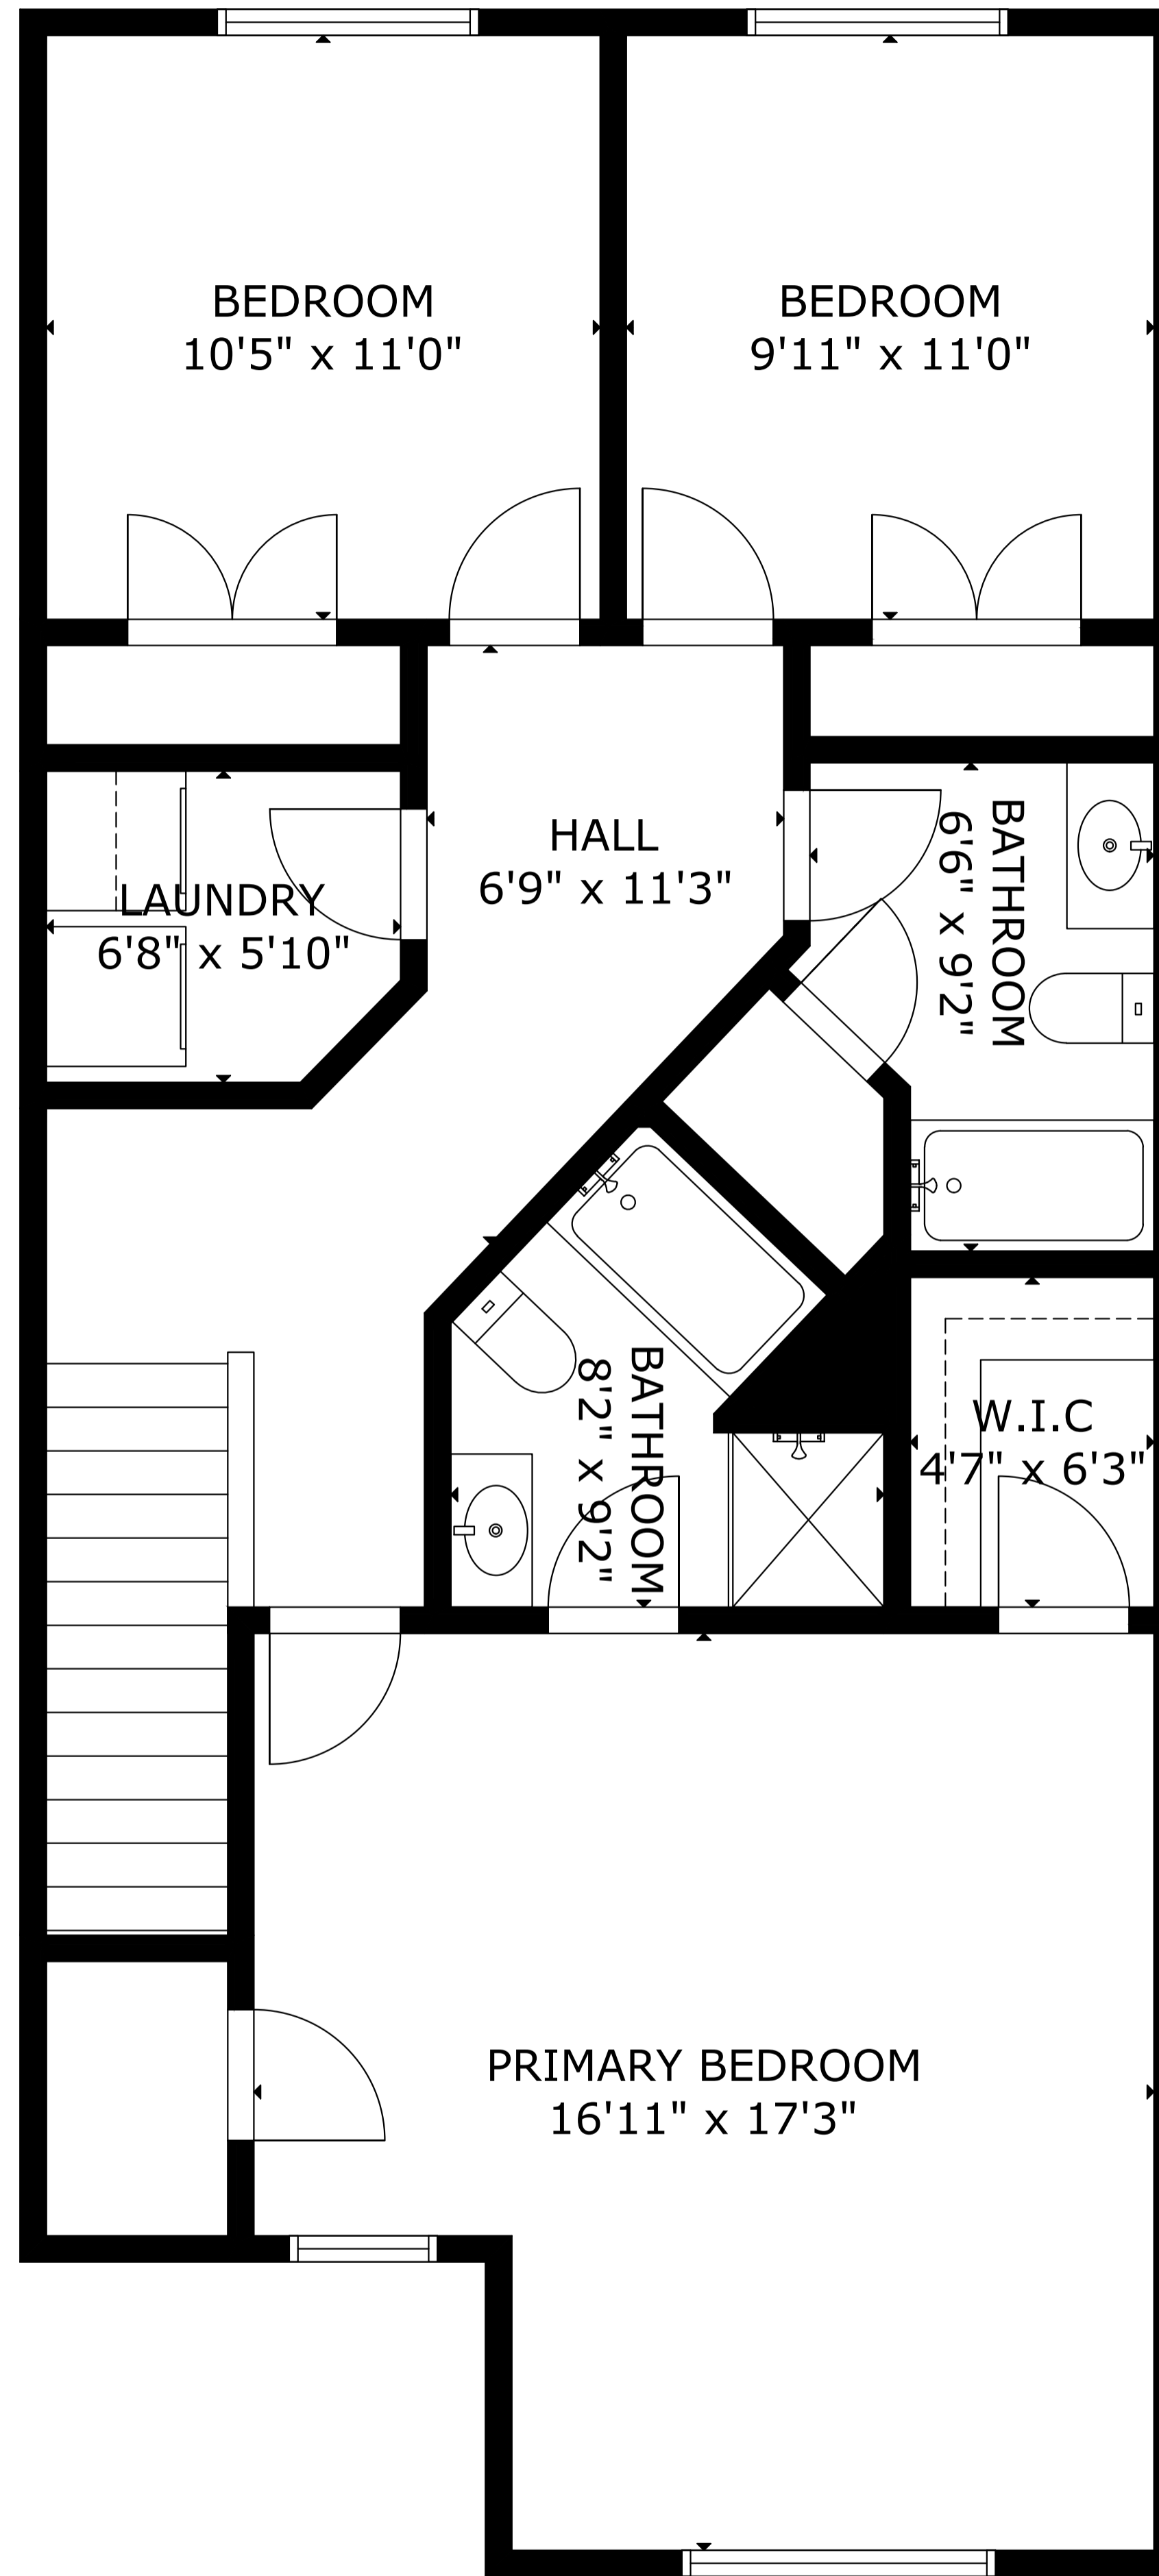 BEDROOM
10'5" x 11'0"
BEDROOM
9'11" x 11'0"
HALL
6'9" x 11'3"
BATHROOM
6'6" x 9'2"
LAUNDRY
6'8" x 5'10"
BATHROOM
8'2" x 9'2"
W.I.C
4'7" x 6'3"
PRIMARY BEDROOM
16'11" x 17'3"